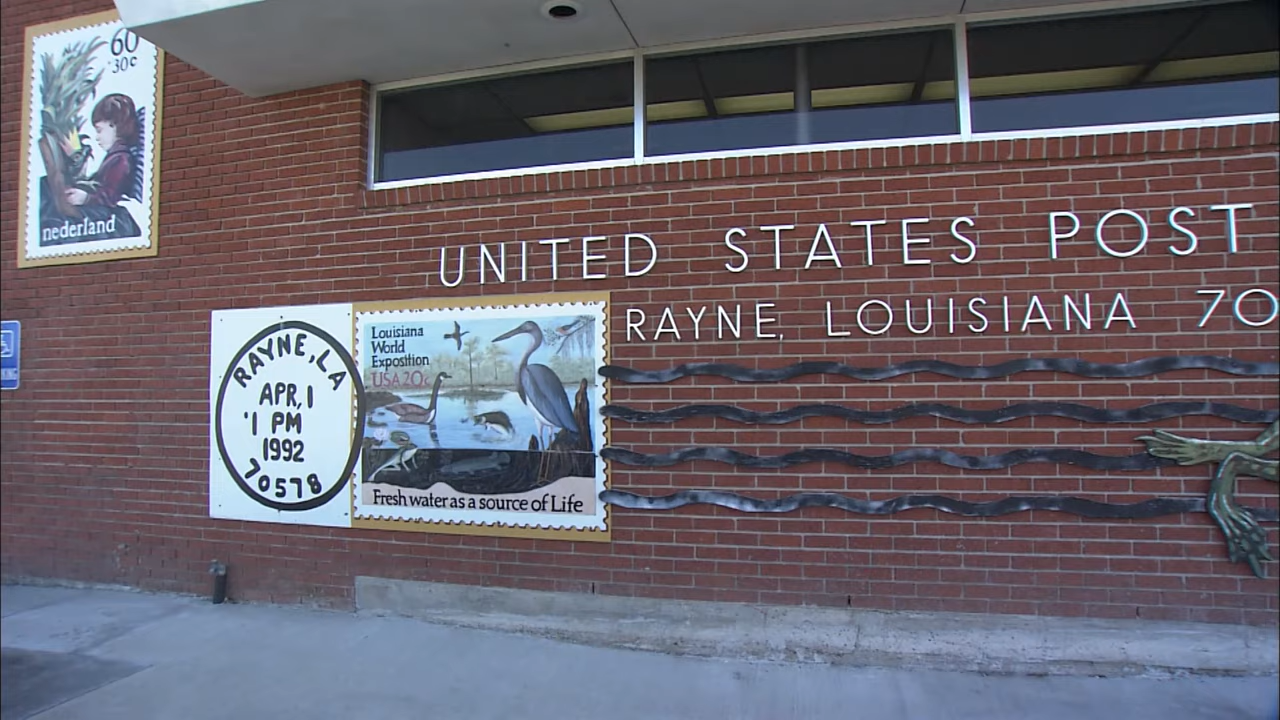 60
+30c
nederland
UNITED STATES POST
RAYNE, LOUISIANA 70
RAYNE, LA
APR, 1
'1 PM
1992
70578
Louisiana
World
Exposition
USA 20c
Fresh water as a source of Life